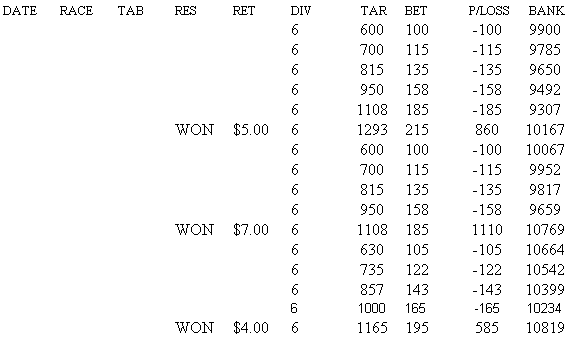 DATE RACE TAB RES RET DIV TAR BET P/LOSS BANK
6 600 100 -100 9900
6 700 115 -115 9785
6 815 135 -135 9650
6 950 158 -158 9492
6 1108 185 -185 9307
WON $5.00 6 1293 215 860 10167
6 600 100 -100 10067
6 700 115 -115 9952
6 815 135 -135 9817
6 950 158 -158 9659
WON $7.00 6 1108 185 1110 10769
6 630 105 -105 10664
6 735 122 -122 10542
6 857 143 -143 10399
6 1000 165 -165 10234
WON $4.00 6 1165 195 585 10819